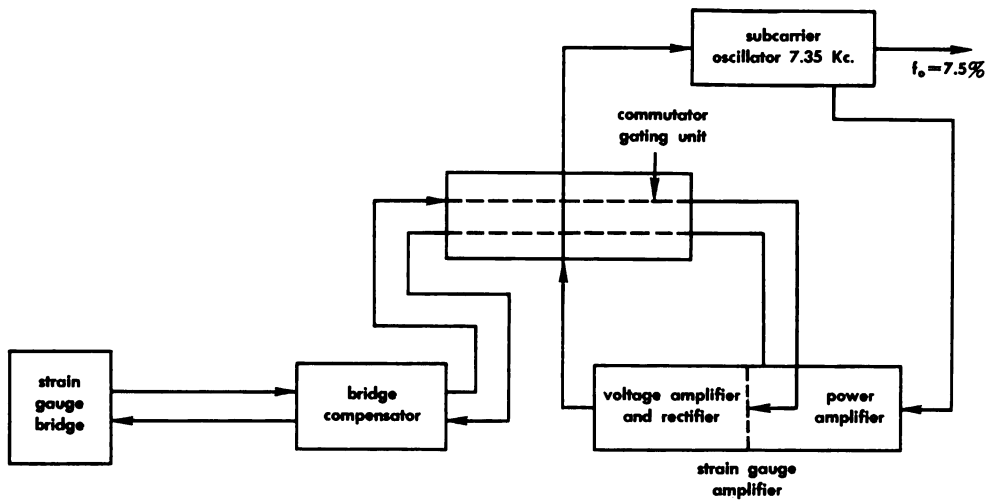 subcarrier
oscillator 7.35 Kc.
fo=7.5%
commutator
gating unit
strain
gauge
bridge
bridge
compensator
voltage amplifier
and rectifier
power
amplifier
strain gauge
amplifier